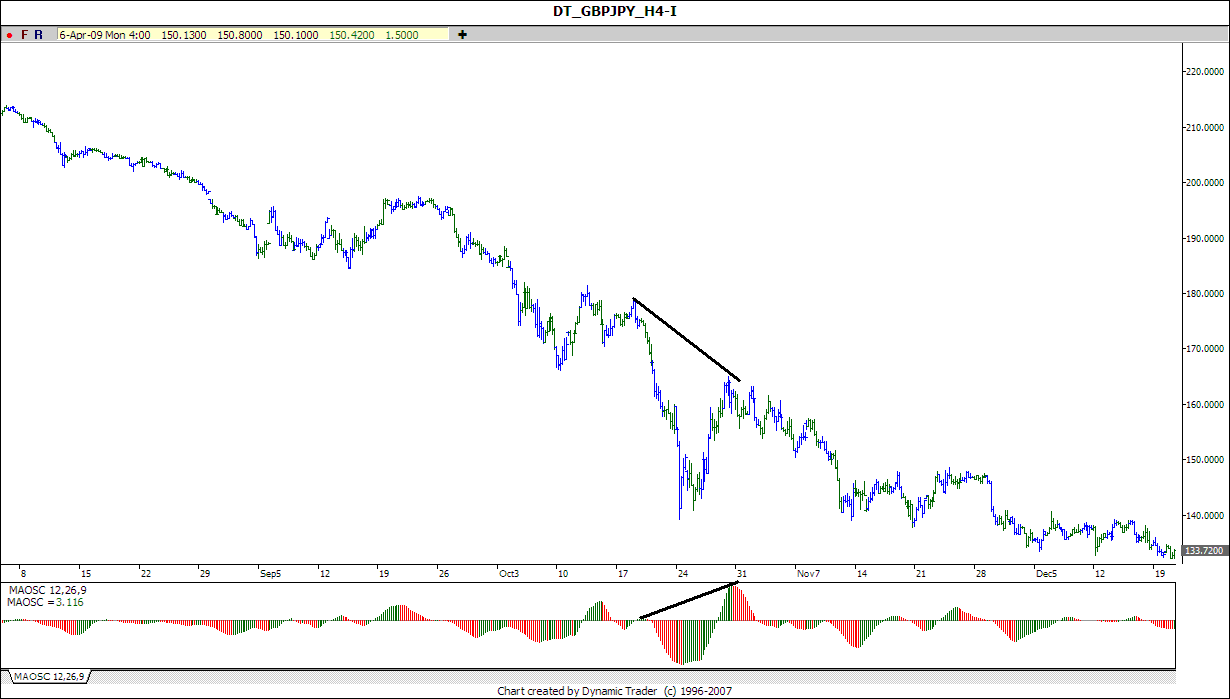 DT_GBPJPY_H4-I
F R 6-Apr-09 Mon 4:00 150.1300 150.8000 150.1000 150.4200 1.5000
220.0000
210.0000
200.0000
190.0000
180.0000
170.0000
160.0000
150.0000
140.0000
133.7200
8 15 22 29 Sep5 12 19 26 Oct3 10 17 24 31 Nov7 14 21 28 Dec5 12 19
MAOSC 12,26,9
MAOSC =3.116
MAOSC 12,26,9
Chart created by Dynamic Trader (c) 1996-2007